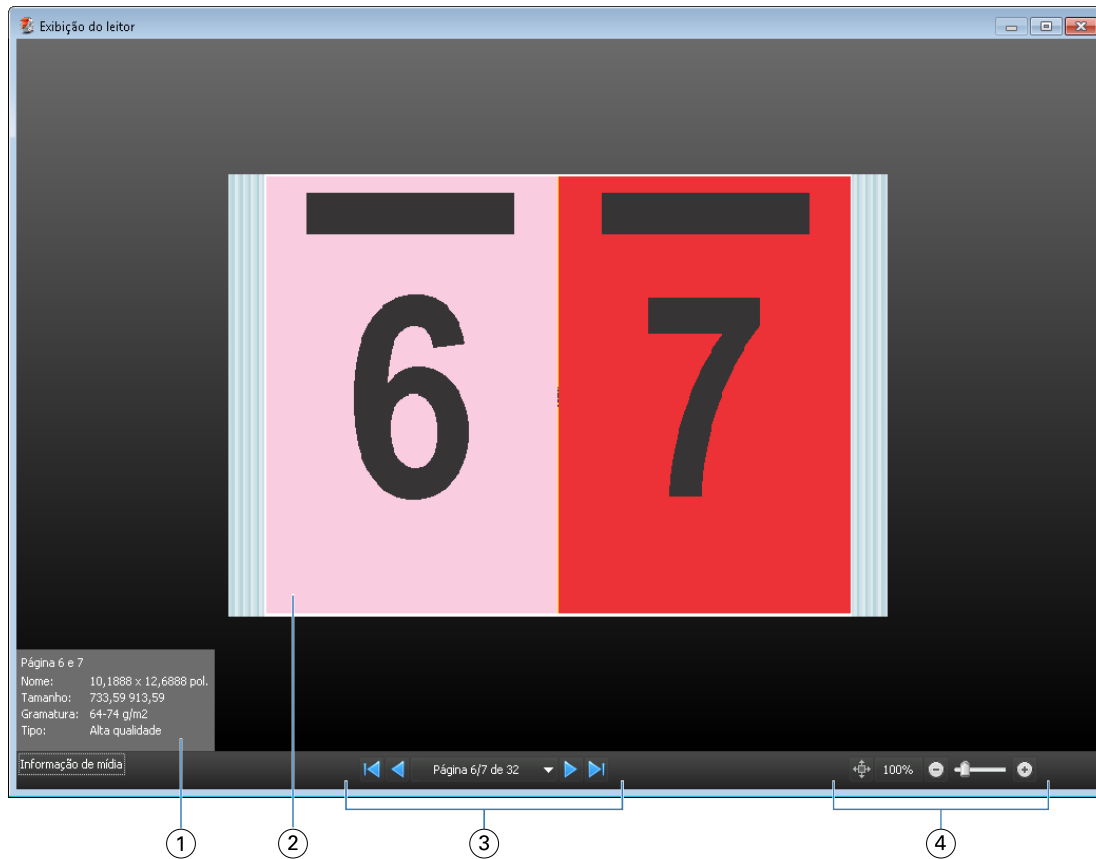 Exibição do leitor
6
7
Página 6 e 7
Nome: 10,1888 x 12,6888 pol.
Tamanho: 733,59 913,59
Gramatura: 64-74 g/m2
Tipo: Alta qualidade
Informação de mídia
Página 6/7 de 32
100%
1
2
3
4